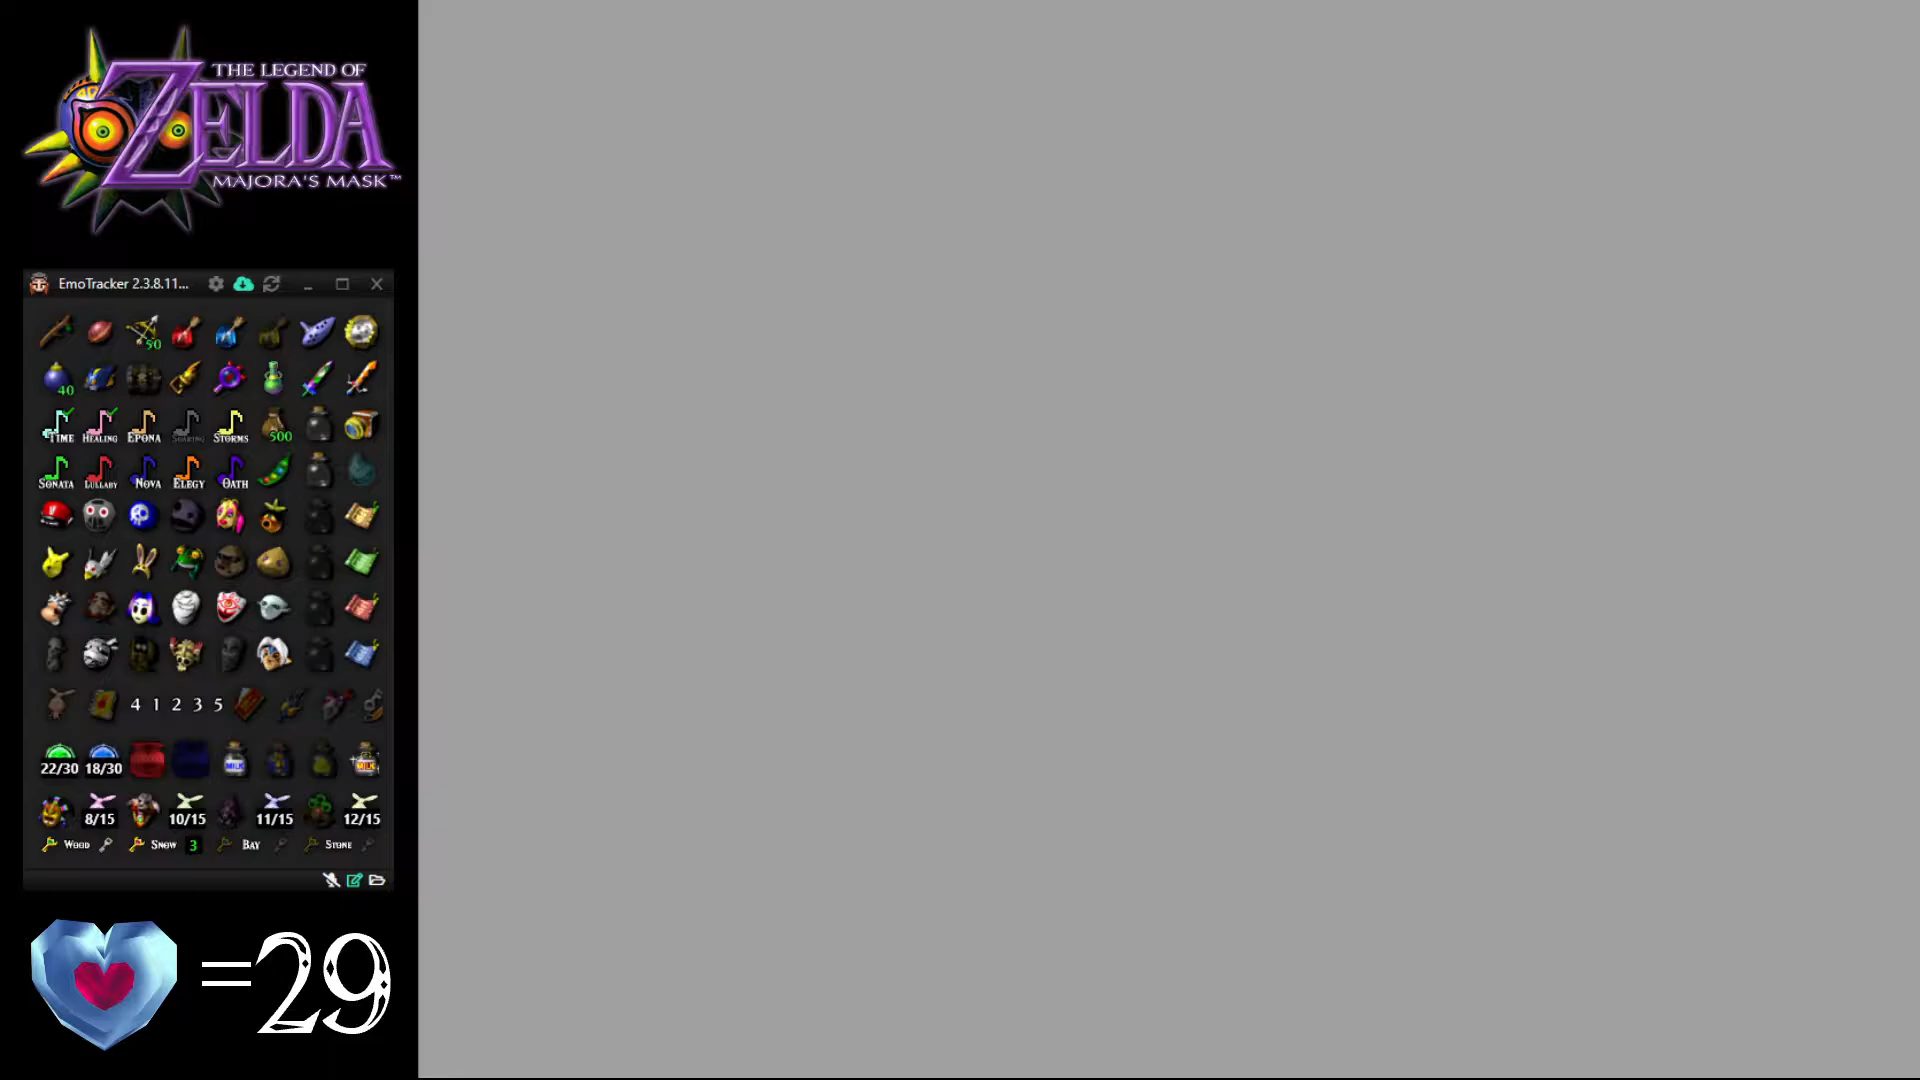 THE LEGEND OF
ZELDA
MAJORA'S MASK™
EmoTracker 2.3.8.11...
50
40
TIME HEALING EPONA SOARING STORMS 500
SONATA LULLABY NOVA ELEGY OATH
4 1 2 3 5
22/30 18/30 MILK MILK
8/15 10/15 11/15 12/15
WOOD SNOW 3 BAY STONE
=29